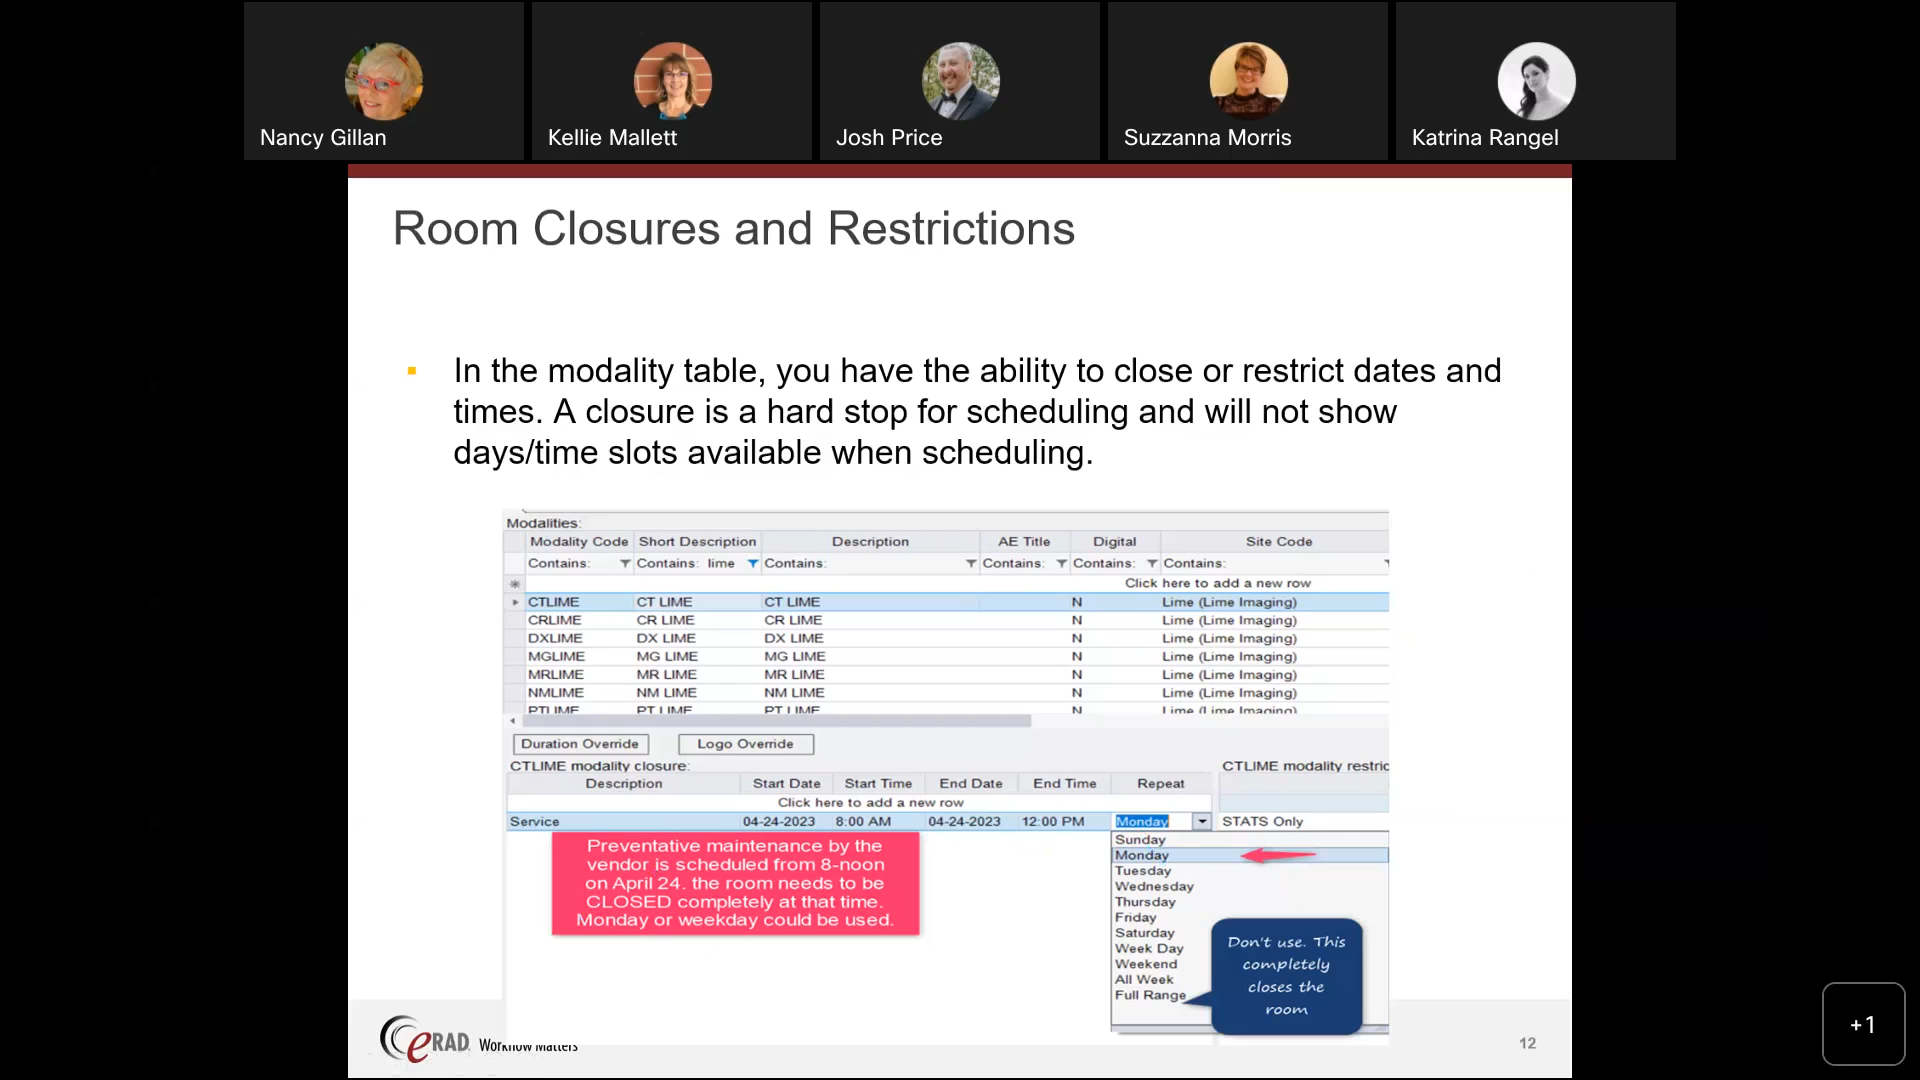 Nancy Gillan
Kellie Mallett
Josh Price
Suzzanna Morris
Katrina Rangel
Room Closures and Restrictions
In the modality table, you have the ability to close or restrict dates and
times. A closure is a hard stop for scheduling and will not show
days/time slots available when scheduling.
Modalities:
Modality Code Short Description Description AE Title Digital Site Code
Contains: Contains: lime Contains: Contains: Contains: Contains:
Click here to add a new row
CTLIME CT LIME CT LIME N Lime (Lime Imaging)
CRLIME CR LIME CR LIME N Lime (Lime Imaging)
DXLIME DX LIME DX LIME N Lime (Lime Imaging)
MGLIME MG LIME MG LIME N Lime (Lime Imaging)
MRLIME MR LIME MR LIME N Lime (Lime Imaging)
NMLIME NM LIME NM LIME N Lime (Lime Imaging)
PTLIME PT LIME PT LIME N Lime (Lime Imaging)
Duration Override Logo Override
CTLIME modality closure: CTLIME modality restric
Description Start Date Start Time End Date End Time Repeat
Click here to add a new row
Service 04-24-2023 8:00 AM 04-24-2023 12:00 PM Monday STATS Only
Preventative maintenance by the
vendor is scheduled from 8-noon
on April 24. the room needs to be
CLOSED completely at that time.
Monday or weekday could be used.
Sunday
Monday
Tuesday
Wednesday
Thursday
Friday
Saturday
Week Day
Weekend
All Week
Full Range
Don't use. This
completely
closes the
room
eRAD Workflow Matters
12
+1